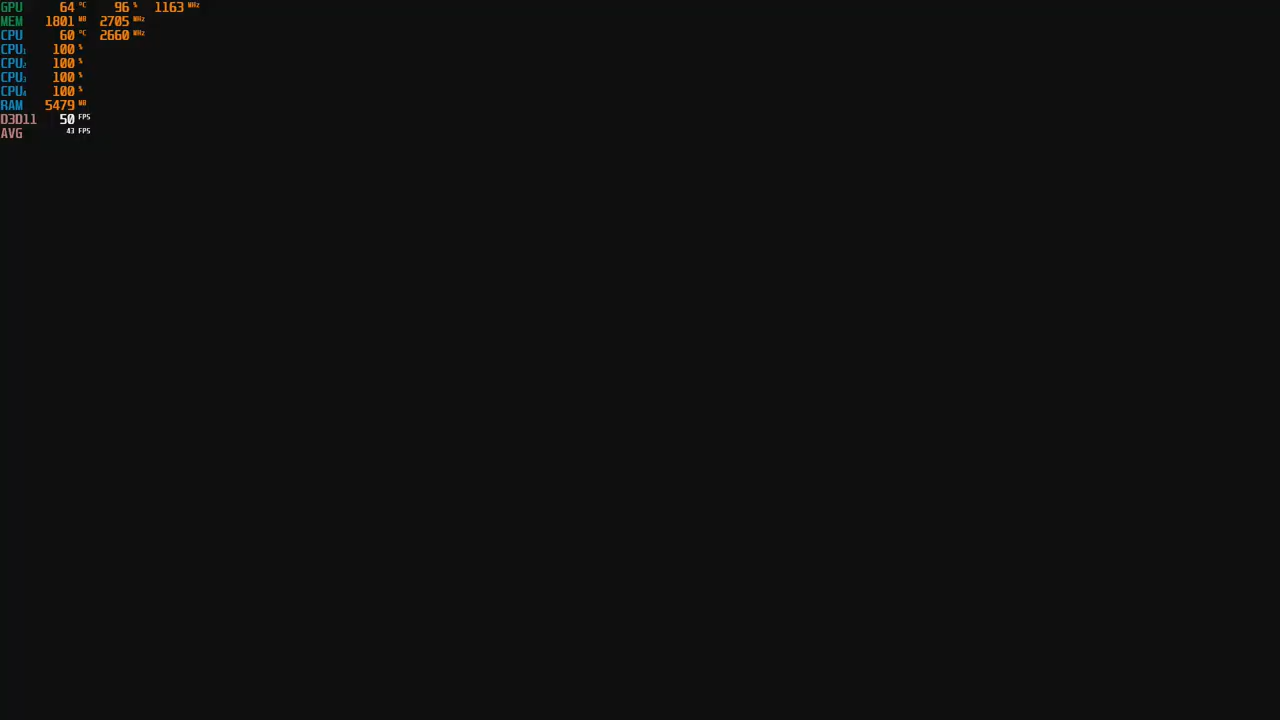 GPU 64 °C 96 % 1163 MHz
MEM 1801 MB 2705 MHz
CPU 60 °C 2660 MHz
CPU1 100 %
CPU2 100 %
CPU3 100 %
CPU4 100 %
RAM 5479 MB
D3D11 50 FPS
AVG 43 FPS